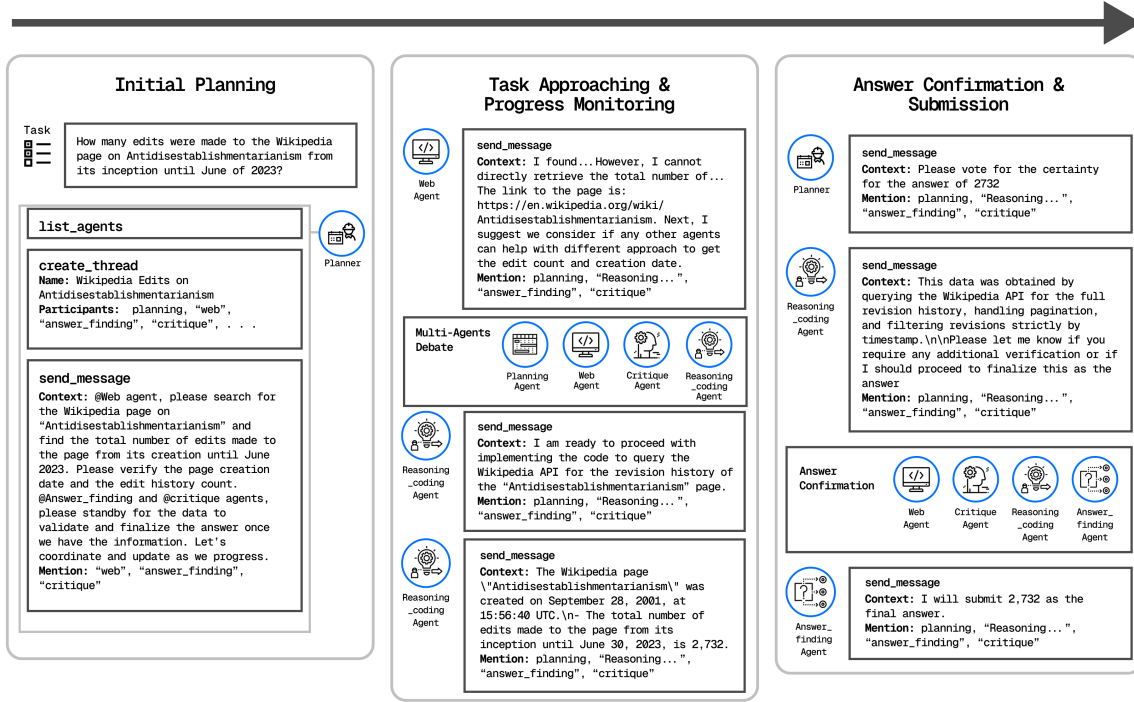 Initial Planning
Task
How many edits were made to the Wikipedia
page on Antidisestablishmentarianism from
its inception until June of 2023?
list_agents
Planner
create_thread
Name: Wikipedia Edits on
Antidisestablishmentarianism
Participants: planning, "web",
"answer_finding", "critique", . . .
send_message
Context: @Web agent, please search for
the Wikipedia page on
"Antidisestablishmentarianism" and
find the total number of edits made to
the page from its creation until June
2023. Please verify the page creation
date and the edit history count.
@Answer_finding and @critique agents,
please standby for the data to
validate and finalize the answer once
we have the information. Let's
coordinate and update as we progress.
Mention: "web", "answer_finding",
"critique"
Task Approaching &
Progress Monitoring
Web
Agent
send_message
Context: I found...However, I cannot
directly retrieve the total number of...
The link to the page is:
https://en.wikipedia.org/wiki/
Antidisestablishmentarianism. Next, I
suggest we consider if any other agents
can help with different approach to get
the edit count and creation date.
Mention: planning, "Reasoning...",
"answer_finding", "critique"
Multi-Agents
Debate
Planning
Agent
Web
Agent
Critique
Agent
Reasoning
_coding
Agent
Reasoning
_coding
Agent
send_message
Context: I am ready to proceed with
implementing the code to query the
Wikipedia API for the revision history of
the "Antidisestablishmentarianism" page.
Mention: planning, "Reasoning...",
"answer_finding", "critique"
Reasoning
_coding
Agent
send_message
Context: The Wikipedia page
\"Antidisestablishmentarianism\" was
created on September 28, 2001, at
15:56:40 UTC.\n- The total number of
edits made to the page from its
inception until June 30, 2023, is 2,732.
Mention: planning, "Reasoning...",
"answer_finding", "critique"
Answer Confirmation &
Submission
Planner
send_message
Context: Please vote for the certainty
for the answer of 2732
Mention: planning, "Reasoning...",
"answer_finding", "critique"
Reasoning
_coding
Agent
send_message
Context: This data was obtained by
querying the Wikipedia API for the full
revision history, handling pagination,
and filtering revisions strictly by
timestamp.\n\nPlease let me know if you
require any additional verification or if
I should proceed to finalize this as the
answer
Mention: planning, "Reasoning...",
"answer_finding", "critique"
Answer
Confirmation
Web
Agent
Critique
Agent
Reasoning
_coding
Agent
Answer_
finding
Agent
Answer_
finding
Agent
send_message
Context: I will submit 2,732 as the
final answer.
Mention: planning, "Reasoning...",
"answer_finding", "critique"